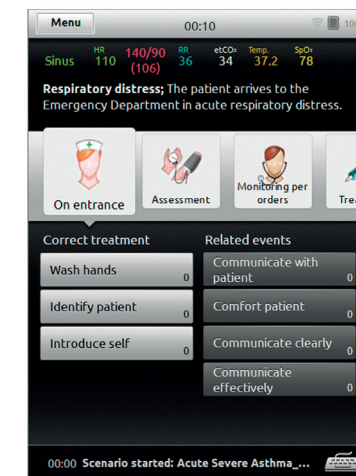 Menu
00:10
100
HR
140/90
RR
etCO₂
Temp.
SpO₂
Sinus
110
(106)
36
34
37.2
78
Respiratory distress; The patient arrives to the
Emergency Department in acute respiratory distress.
On entrance
Assessment
Monitoring per
orders
Trea
Correct treatment
Related events
Wash hands
0
Communicate with
patient
0
Identify patient
0
Comfort patient
0
Introduce self
0
Communicate clearly
0
Communicate
effectively
0
00:00 Scenario started: Acute Severe Asthma_...